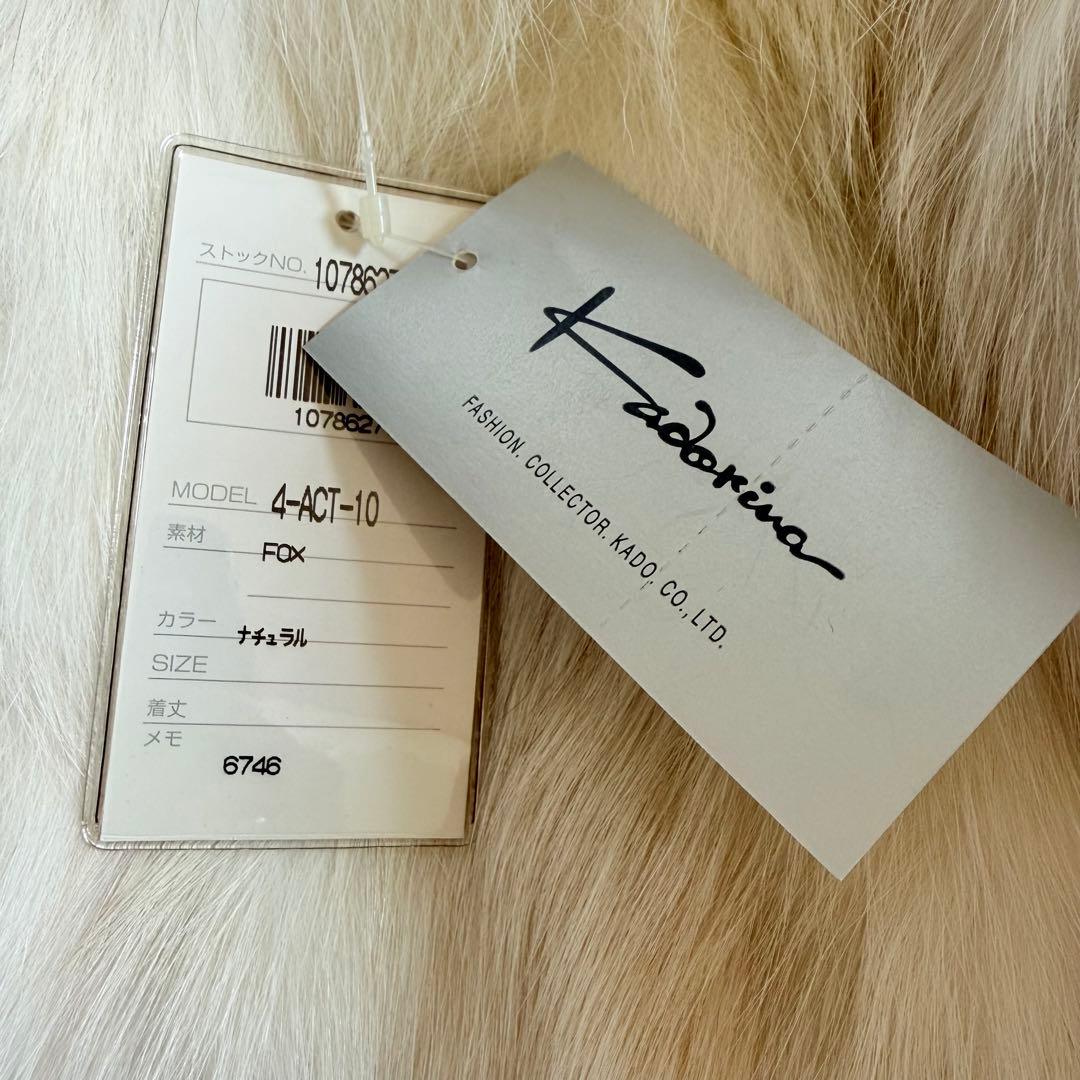 ストックNO. 107862
107862
MODEL 4-ACT-10
素材 FOX
カラー ナチュラル
SIZE
着丈
メモ
6746
Kadorina
FASHION. COLLECTOR. KADO. CO., LTD.